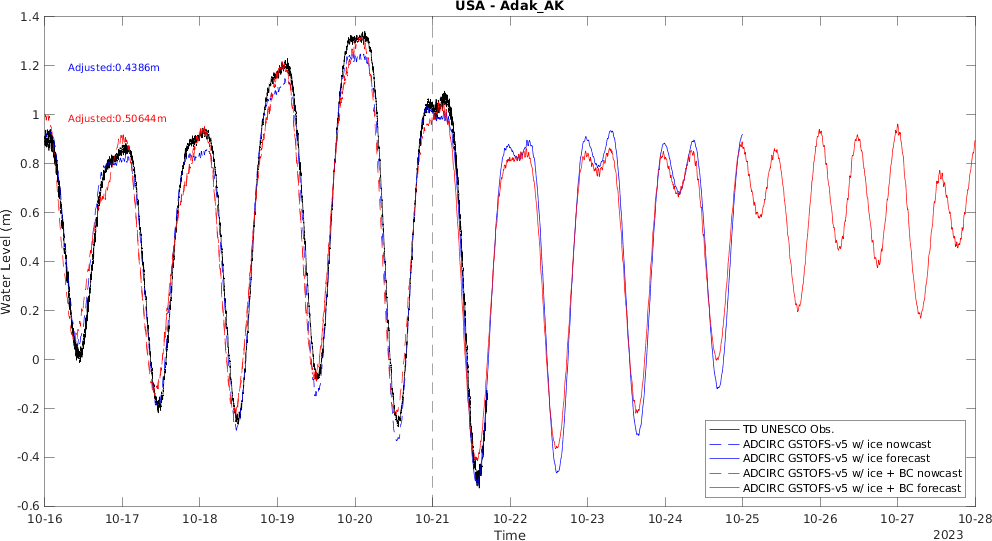 USA - Adak_AK
1.4
1.2
1
0.8
0.6
0.4
0.2
0
-0.2
-0.4
-0.6
Water Level (m)
Adjusted:0.4386m
Adjusted:0.50644m
TD UNESCO Obs.
ADCIRC GSTOFS-v5 w/ ice nowcast
ADCIRC GSTOFS-v5 w/ ice forecast
ADCIRC GSTOFS-v5 w/ ice + BC nowcast
ADCIRC GSTOFS-v5 w/ ice + BC forecast
10-16 10-17 10-18 10-19 10-20 10-21 10-22 10-23 10-24 10-25 10-26 10-27 10-28
Time
2023